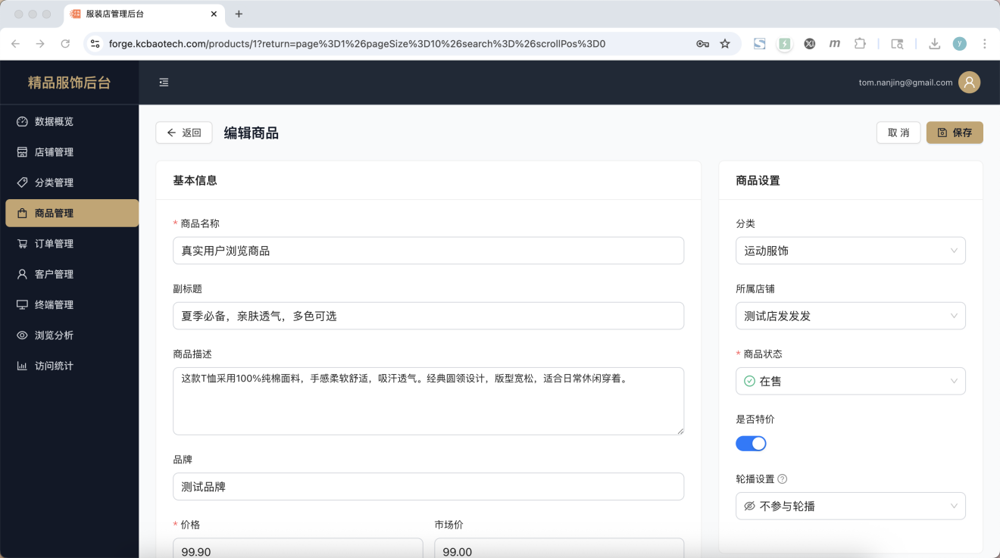 服装店管理后台
forge.kcbaotech.com/products/1?return=page%3D1%26pageSize%3D10%26search%3D%26scrollPos%3D0
精品服饰后台
tom.nanjing@gmail.com
数据概览
店铺管理
分类管理
商品管理
订单管理
客户管理
终端管理
浏览分析
访问统计
返回
编辑商品
取 消
保存
基本信息
* 商品名称
真实用户浏览商品
副标题
夏季必备，亲肤透气，多色可选
商品描述
这款T恤采用100%纯棉面料，手感柔软舒适，吸汗透气。经典圆领设计，版型宽松，适合日常休闲穿着。
品牌
测试品牌
* 价格
99.90
市场价
99.00
商品设置
分类
运动服饰
所属店铺
测试店发发发
* 商品状态
在售
是否特价
轮播设置
不参与轮播